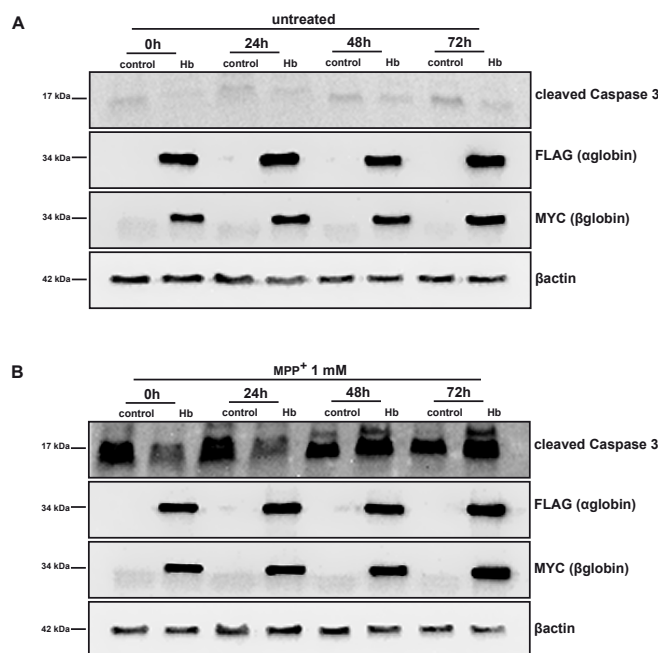 A
untreated
0h 24h 48h 72h
control Hb control Hb control Hb control Hb
17 kDa cleaved Caspase 3
34 kDa FLAG (αglobin)
34 kDa MYC (βglobin)
42 kDa βactin
B
MPP+ 1 mM
0h 24h 48h 72h
control Hb control Hb control Hb control Hb
17 kDa cleaved Caspase 3
34 kDa FLAG (αglobin)
34 kDa MYC (βglobin)
42 kDa βactin